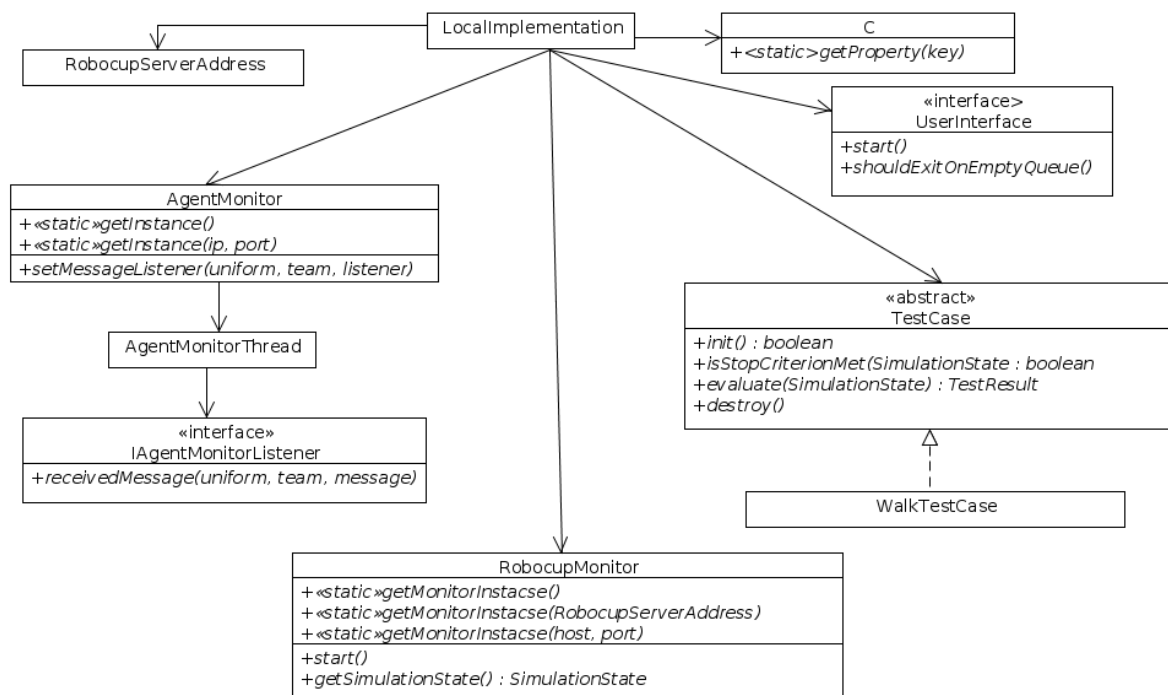 LocalImplementation
C
+<static>getProperty(key)
RobocupServerAddress
«interface>
UserInterface
+start()
+shouldExitOnEmptyQueue()
AgentMonitor
+«static»getInstance()
+«static»getInstance(ip, port)
+setMessageListener(uniform, team, listener)
AgentMonitorThread
«interface»
IAgentMonitorListener
+receivedMessage(uniform, team, message)
«abstract»
TestCase
+init() : boolean
+isStopCriterionMet(SimulationState : boolean
+evaluate(SimulationState) : TestResult
+destroy()
WalkTestCase
RobocupMonitor
+«static»getMonitorInstacse()
+«static»getMonitorInstacse(RobocupServerAddress)
+«static»getMonitorInstacse(host, port)
+start()
+getSimulationState() : SimulationState